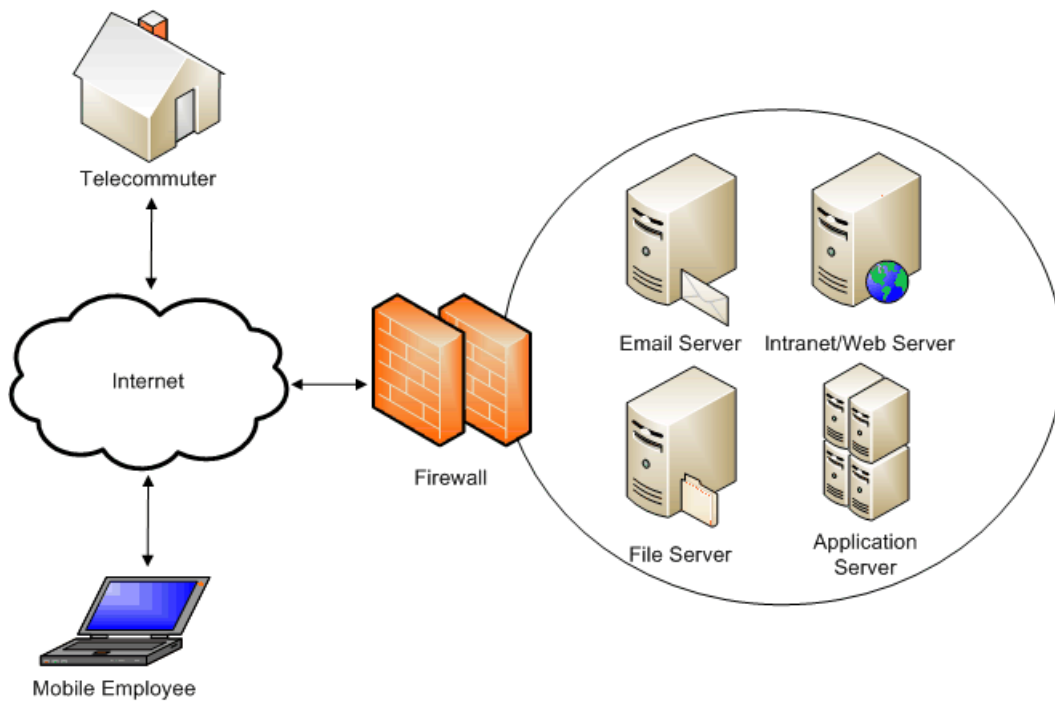 Telecommuter
Internet
Mobile Employee
Firewall
Email Server
Intranet/Web Server
File Server
Application
Server